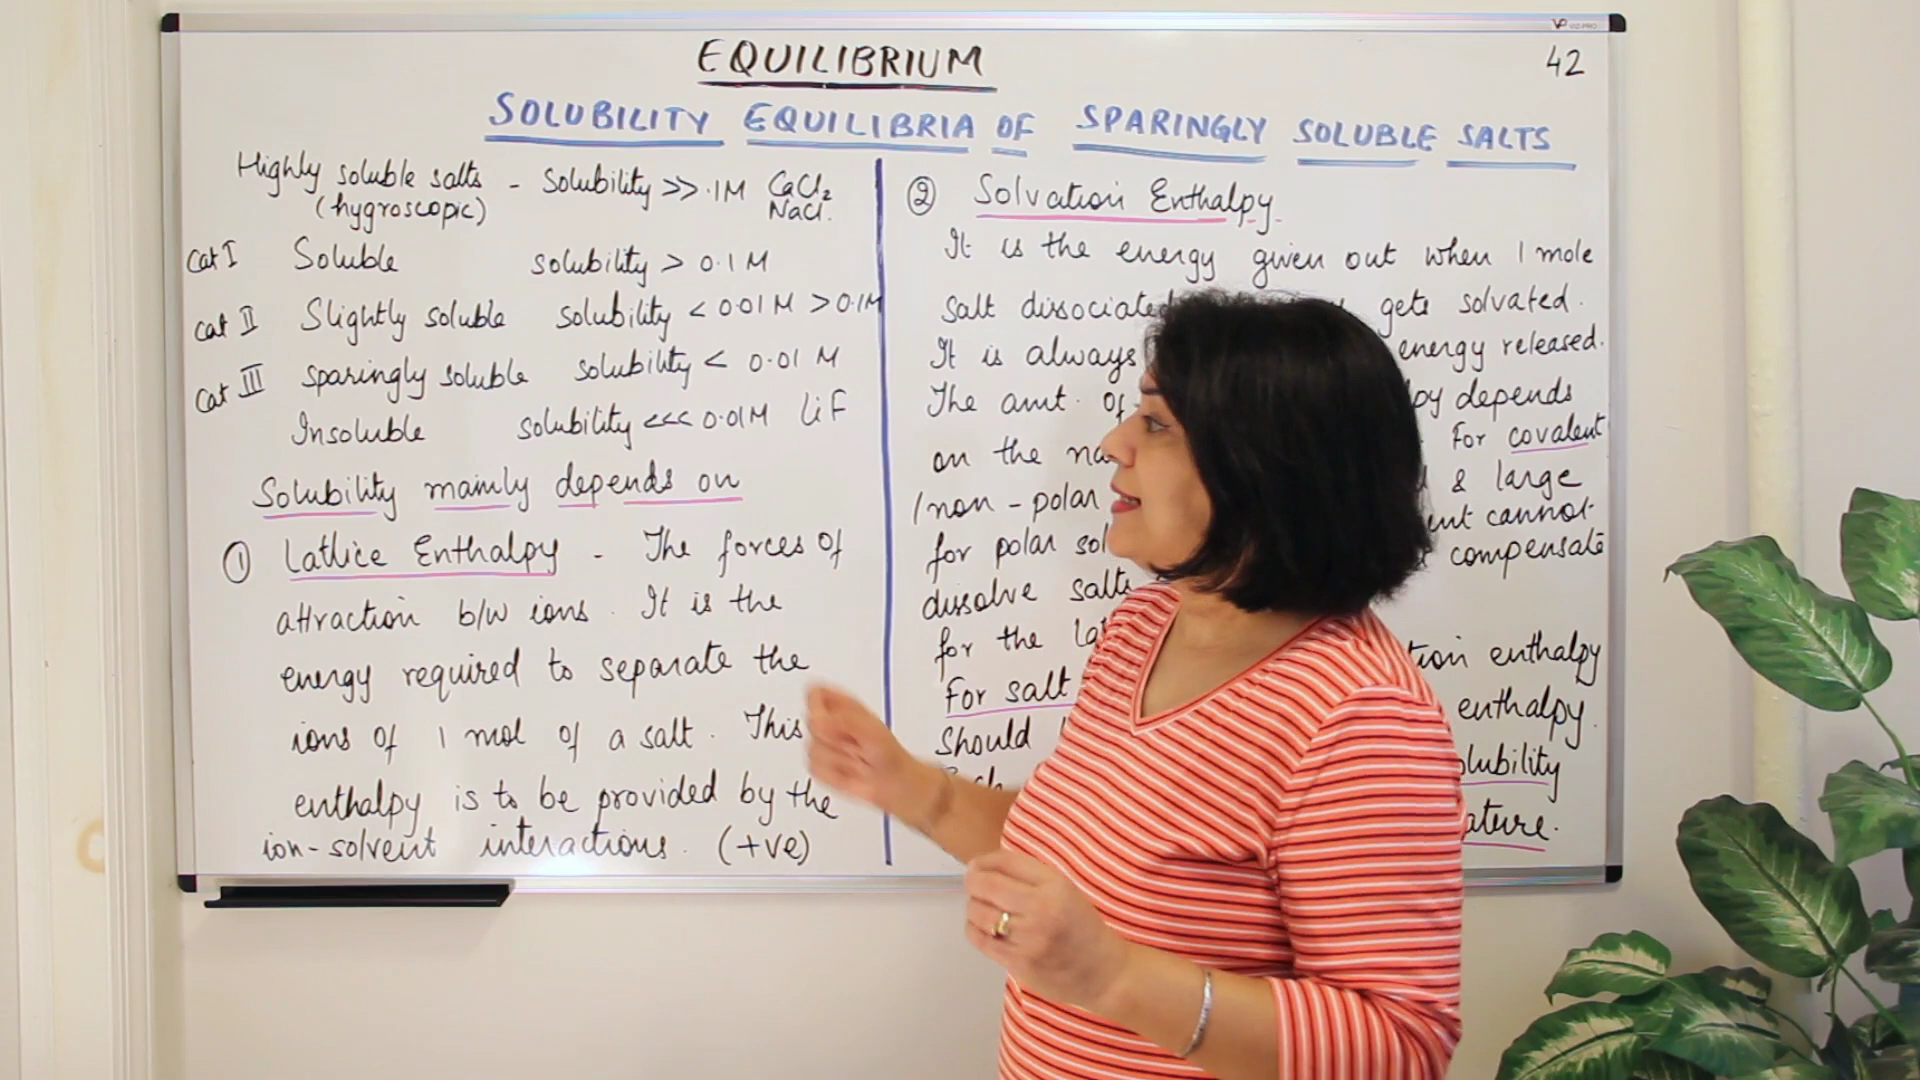 VIZ-PRO
EQUILIBRIUM
42
SOLUBILITY EQUILIBRIA OF SPARINGLY SOLUBLE SALTS
Highly soluble salts - Solubility >> .1M CaCl₂
(hygroscopic) NaCl.
Cat I Soluble solubility > 0.1 M
Cat II Slightly soluble solubility < 0.01 M > 0.1M
Cat III Sparingly soluble solubility < 0.01 M
Insoluble solubility <<< 0.01M LiF
Solubility mainly depends on
① Lattice Enthalpy - The forces of
attraction b/w ions. It is the
energy required to separate the
ions of 1 mol of a salt. This
enthalpy is to be provided by the
ion-solvent interactions. (+ve)
② Solvation Enthalpy.
It is the energy given out when 1 mole
salt dissociated gets solvated.
It is always energy released.
The amt. of depends
on the For covalent
/non-polar & large
for polar cannot
dissolve salts compensate
for the
For salt enthalpy
Should enthalpy.